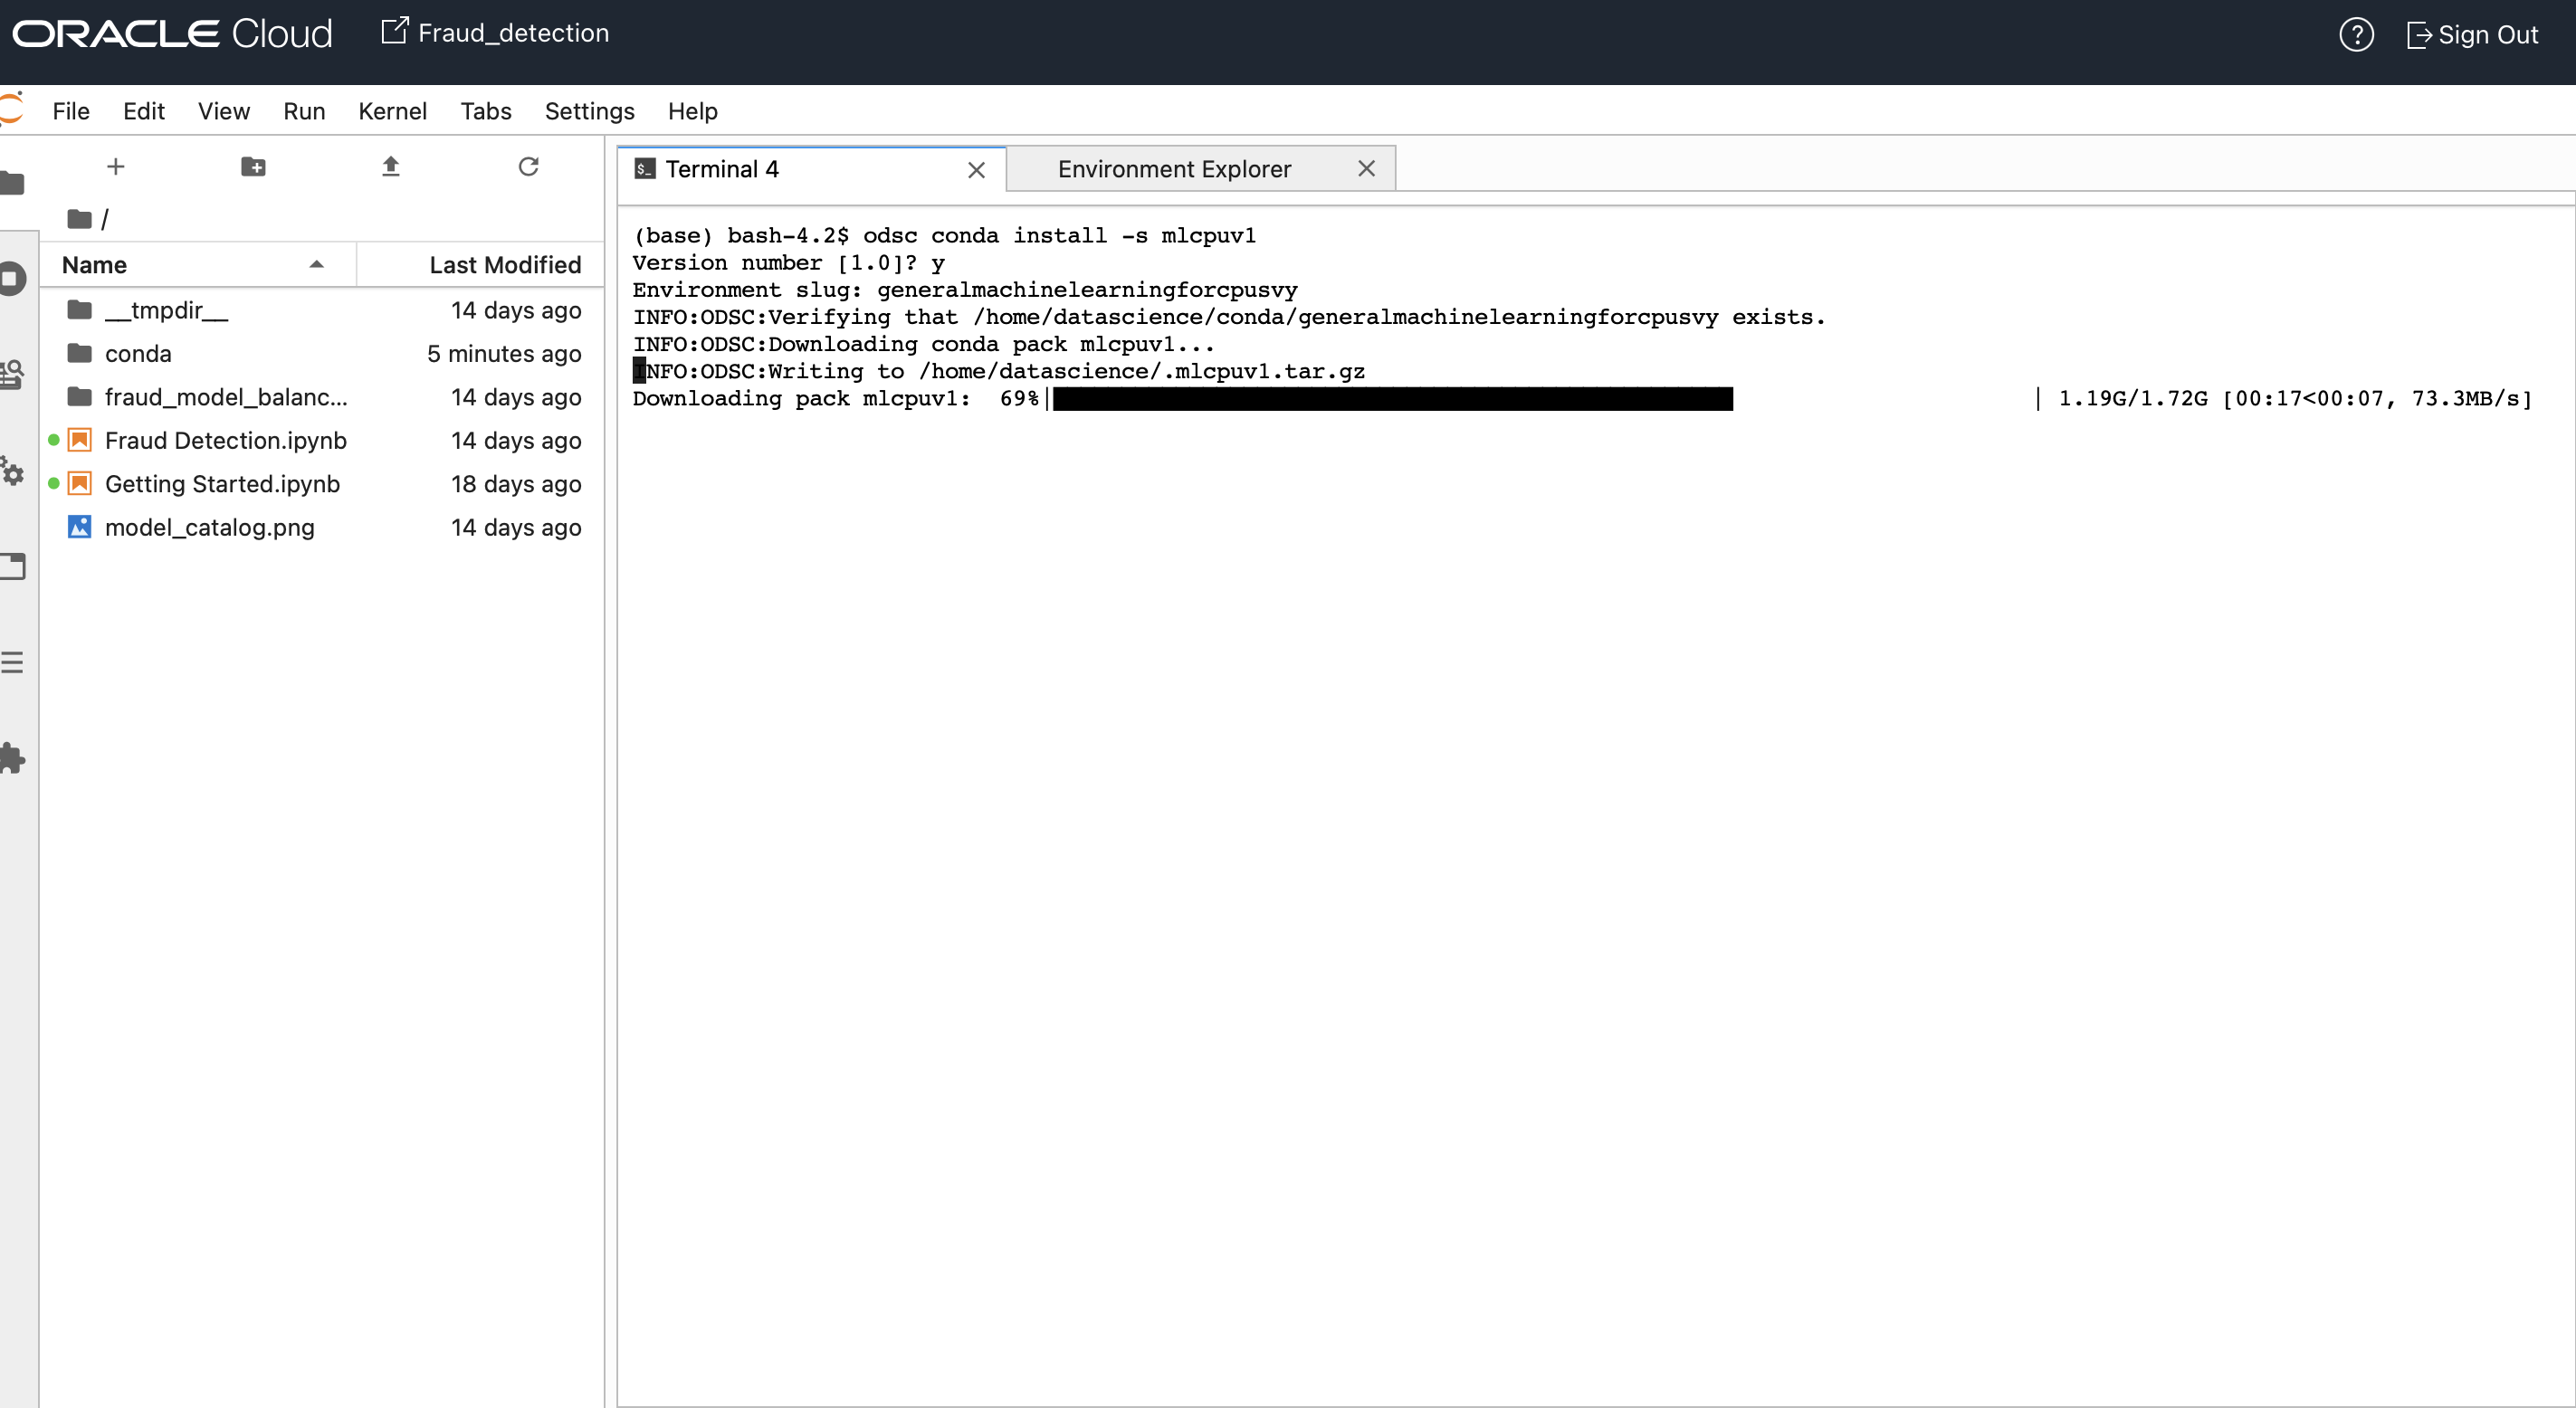 ORACLE Cloud Fraud_detection ? Sign Out
File Edit View Run Kernel Tabs Settings Help
Terminal 4 Environment Explorer
/
Name Last Modified
__tmpdir__ 14 days ago
conda 5 minutes ago
fraud_model_balanc... 14 days ago
Fraud Detection.ipynb 14 days ago
Getting Started.ipynb 18 days ago
model_catalog.png 14 days ago
(base) bash-4.2$ odsc conda install -s mlcpuv1
Version number [1.0]? y
Environment slug: generalmachinelearningforcpusvy
INFO:ODSC:Verifying that /home/datascience/conda/generalmachinelearningforcpusvy exists.
INFO:ODSC:Downloading conda pack mlcpuv1...
INFO:ODSC:Writing to /home/datascience/.mlcpuv1.tar.gz
Downloading pack mlcpuv1: 69%| | 1.19G/1.72G [00:17<00:07, 73.3MB/s]